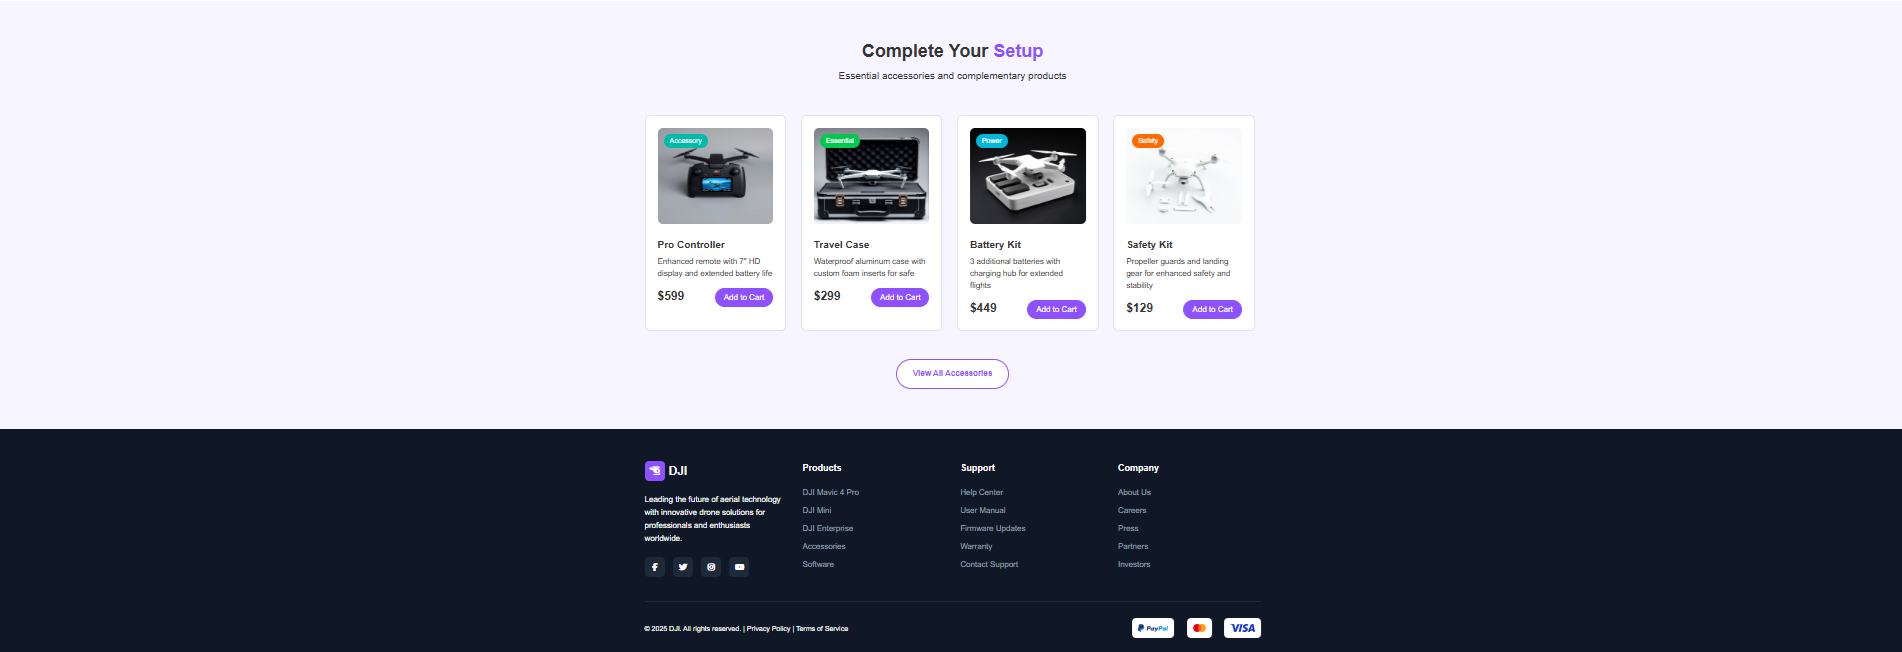 Complete Your Setup
Essential accessories and complementary products
Accessory
Pro Controller
Enhanced remote with 7" HD
display and extended battery life
$599
Add to Cart
Essential
Travel Case
Waterproof aluminum case with
custom foam inserts for safe
$299
Add to Cart
Power
Battery Kit
3 additional batteries with
charging hub for extended
flights
$449
Add to Cart
Safety
Safety Kit
Propeller guards and landing
gear for enhanced safety and
stability
$129
Add to Cart
View All Accessories
DJI
Leading the future of aerial technology
with innovative drone solutions for
professionals and enthusiasts
worldwide.
Products
DJI Mavic 4 Pro
DJI Mini
DJI Enterprise
Accessories
Software
Support
Help Center
User Manual
Firmware Updates
Warranty
Contact Support
Company
About Us
Careers
Press
Partners
Investors
© 2025 DJI. All rights reserved. | Privacy Policy | Terms of Service
PayPal
VISA